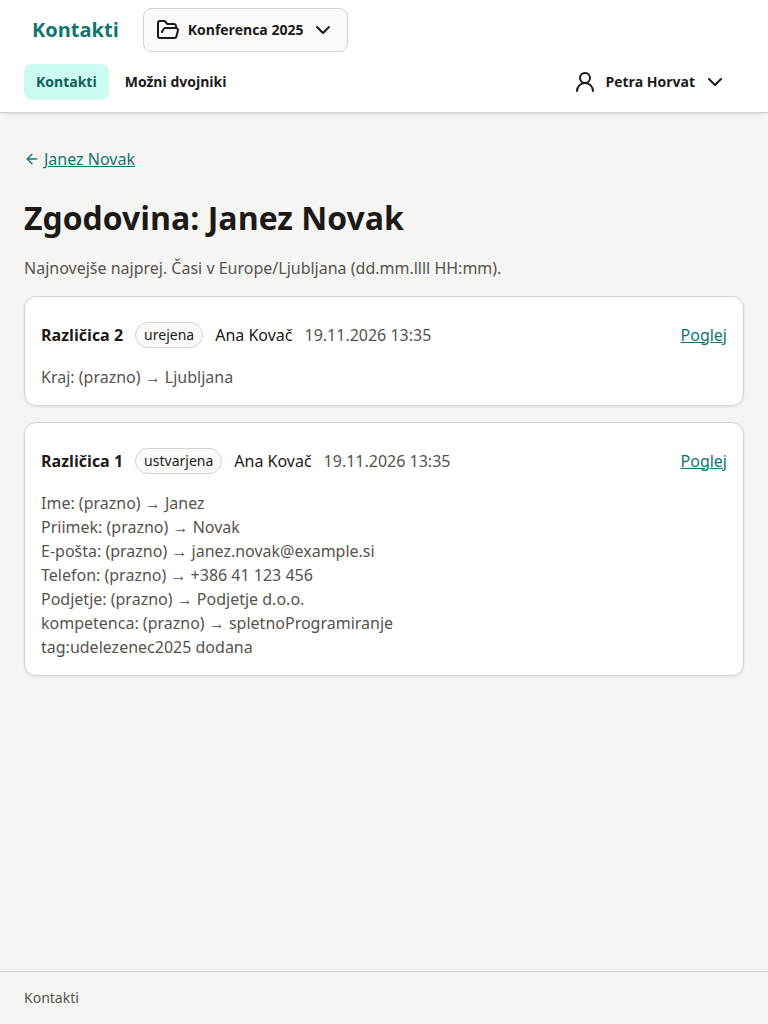 Kontakti
Konferenca 2025
Kontakti
Možni dvojniki
Petra Horvat
← Janez Novak
Zgodovina: Janez Novak
Najnovejše najprej. Časi v Europe/Ljubljana (dd.mm.llll HH:mm).
Različica 2 urejena Ana Kovač 19.11.2026 13:35 Poglej
Kraj: (prazno) → Ljubljana
Različica 1 ustvarjena Ana Kovač 19.11.2026 13:35 Poglej
Ime: (prazno) → Janez
Priimek: (prazno) → Novak
E-pošta: (prazno) → janez.novak@example.si
Telefon: (prazno) → +386 41 123 456
Podjetje: (prazno) → Podjetje d.o.o.
kompetenca: (prazno) → spletnoProgramiranje
tag:udelezenec2025 dodana
Kontakti